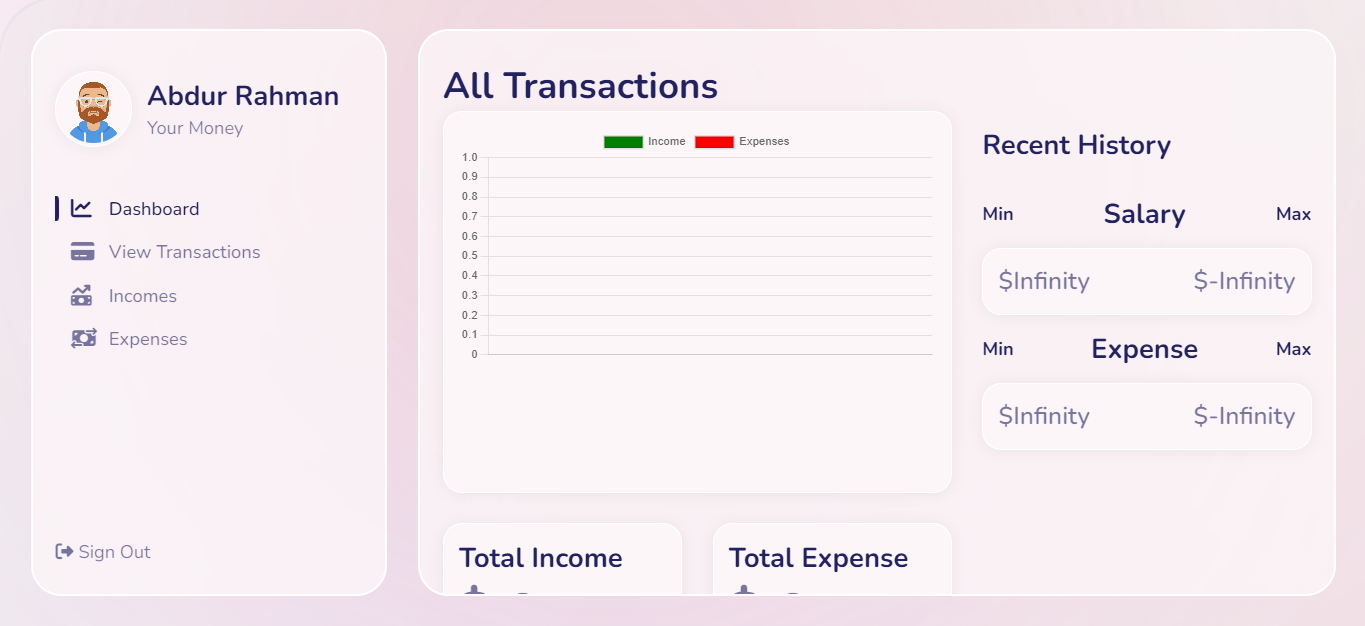 Abdur Rahman
Your Money
Dashboard
View Transactions
Incomes
Expenses
Sign Out
All Transactions
Income Expenses
1.0
0.9
0.8
0.7
0.6
0.5
0.4
0.3
0.2
0.1
0
Total Income
Total Expense
Recent History
Min Salary Max
$Infinity $-Infinity
Min Expense Max
$Infinity $-Infinity